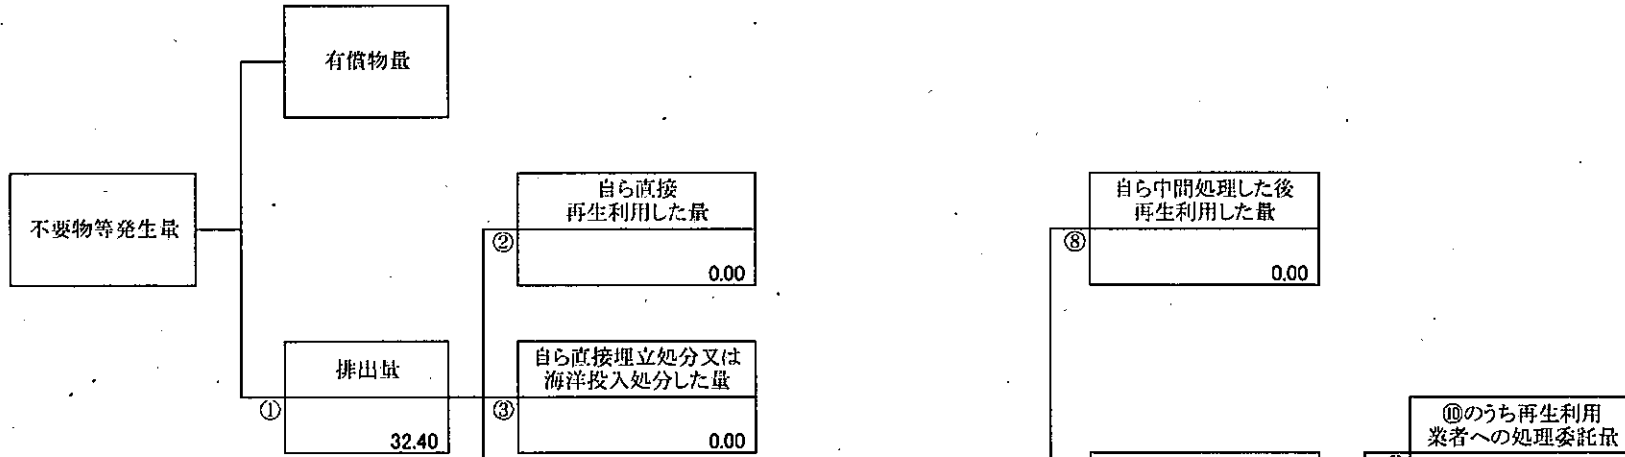 有償物量
不要物等発生量
自ら直接
再生利用した量
②
0.00
自ら中間処理した後
再生利用した量
⑧
0.00
排出量
①
32.40
自ら直接埋立処分又は
海洋投入処分した量
③
0.00
⑩のうち再生利用
業者への処理委託量